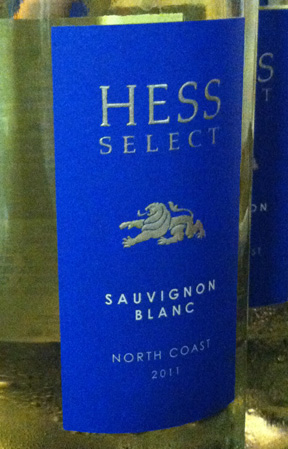 HESS
SELECT
SAUVIGNON
BLANC
NORTH COAST
2011